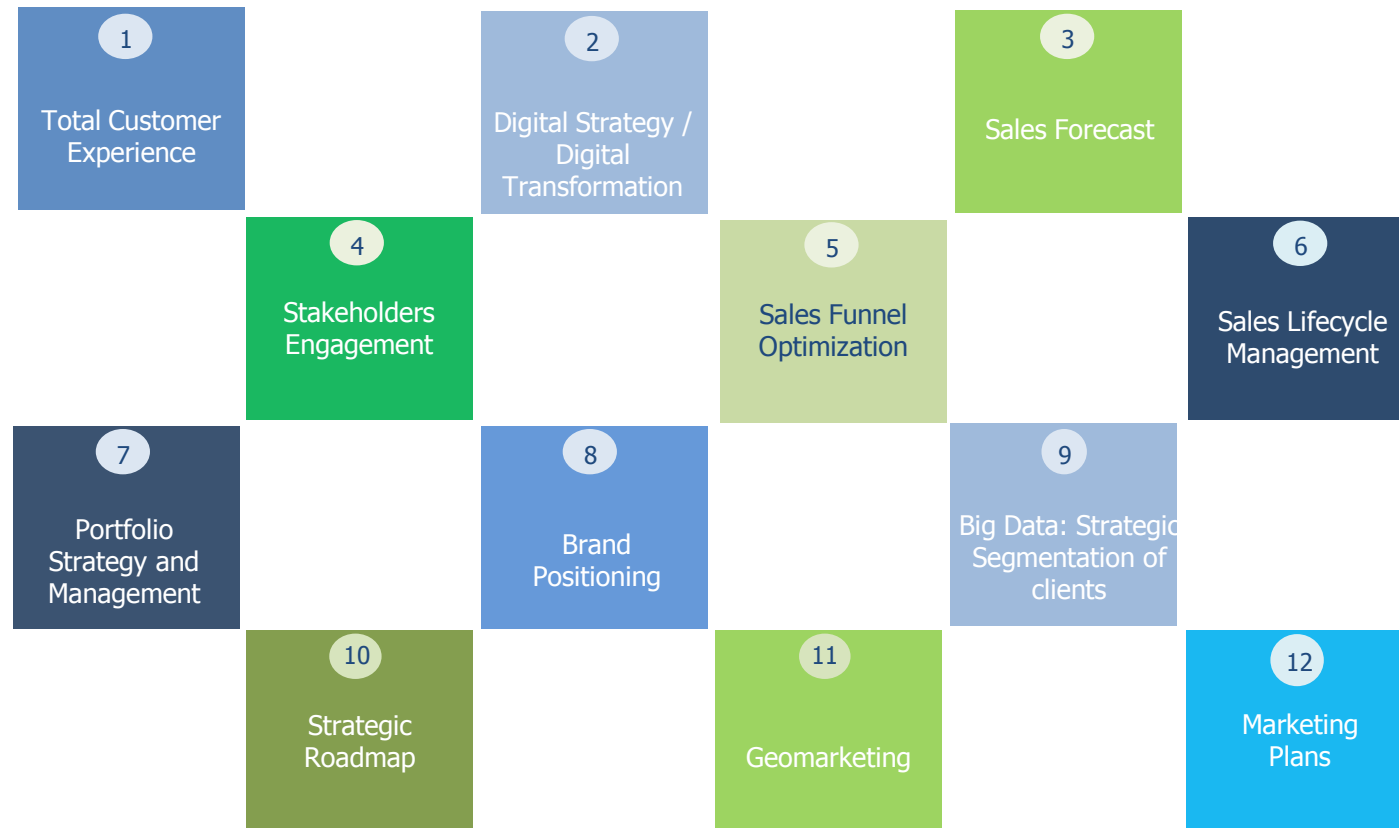 1
Total Customer
Experience
2
Digital Strategy /
Digital
Transformation
3
Sales Forecast
4
Stakeholders
Engagement
5
Sales Funnel
Optimization
6
Sales Lifecycle
Management
7
Portfolio
Strategy and
Management
8
Brand
Positioning
9
Big Data: Strategic
Segmentation of
clients
10
Strategic
Roadmap
11
Geomarketing
12
Marketing
Plans